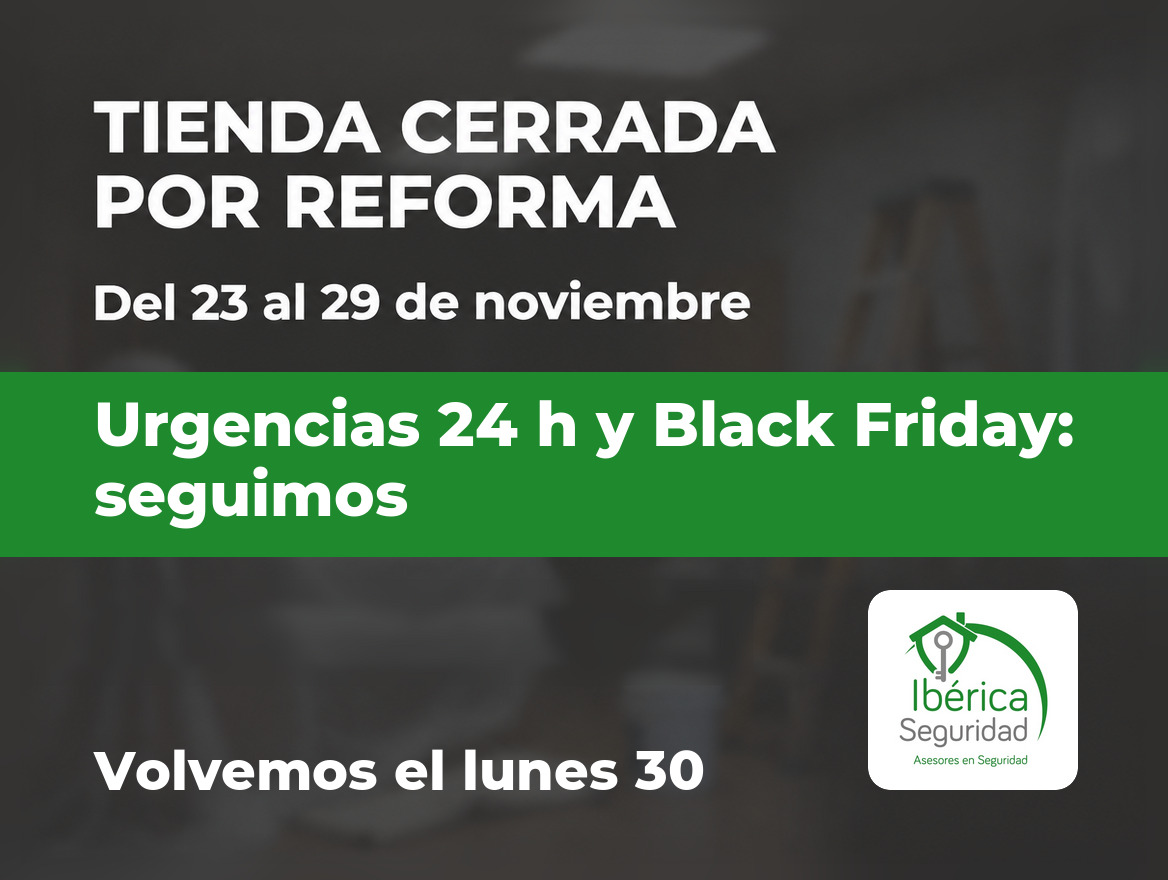 TIENDA CERRADA
POR REFORMA
Del 23 al 29 de noviembre
Urgencias 24 h y Black Friday:
seguimos
Ibérica
Seguridad
Asesores en Seguridad
Volvemos el lunes 30